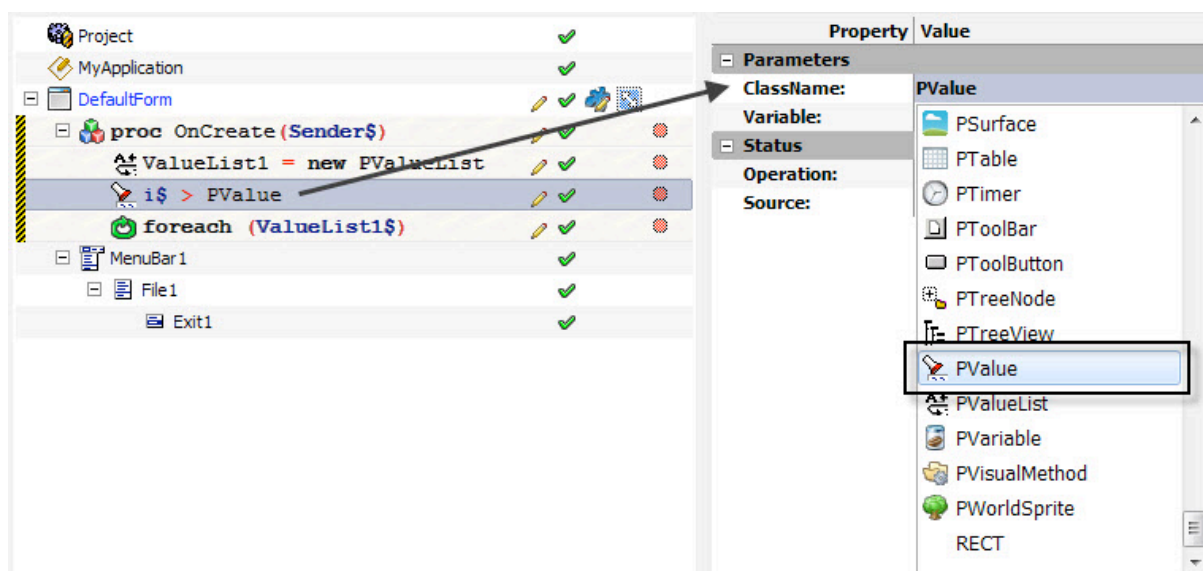 Project
MyApplication
DefaultForm
proc OnCreate(Sender$)
ValueList1 = new PValueList
i$ > PValue
foreach (ValueList1$)
MenuBar1
File1
Exit1
Property Value
Parameters
ClassName: PValue
Variable:
Status
Operation:
Source:
PSurface
PTable
PTimer
PToolBar
PToolButton
PTreeNode
PTreeView
PValue
PValueList
PVariable
PVisualMethod
PWorldSprite
RECT